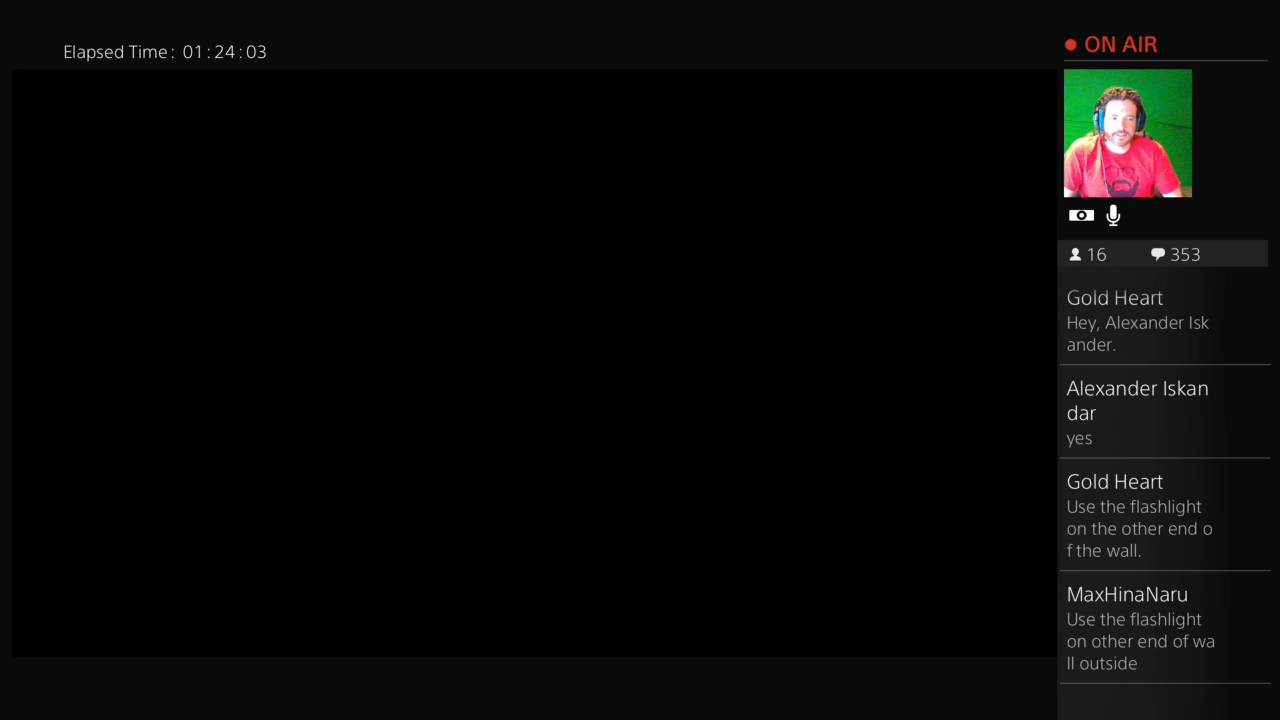 Elapsed Time: 01:24:03
ON AIR
16
353
Gold Heart
Hey, Alexander Isk
ander.
Alexander Iskan
dar
yes
Gold Heart
Use the flashlight
on the other end o
f the wall.
MaxHinaNaru
Use the flashlight
on other end of wa
ll outside